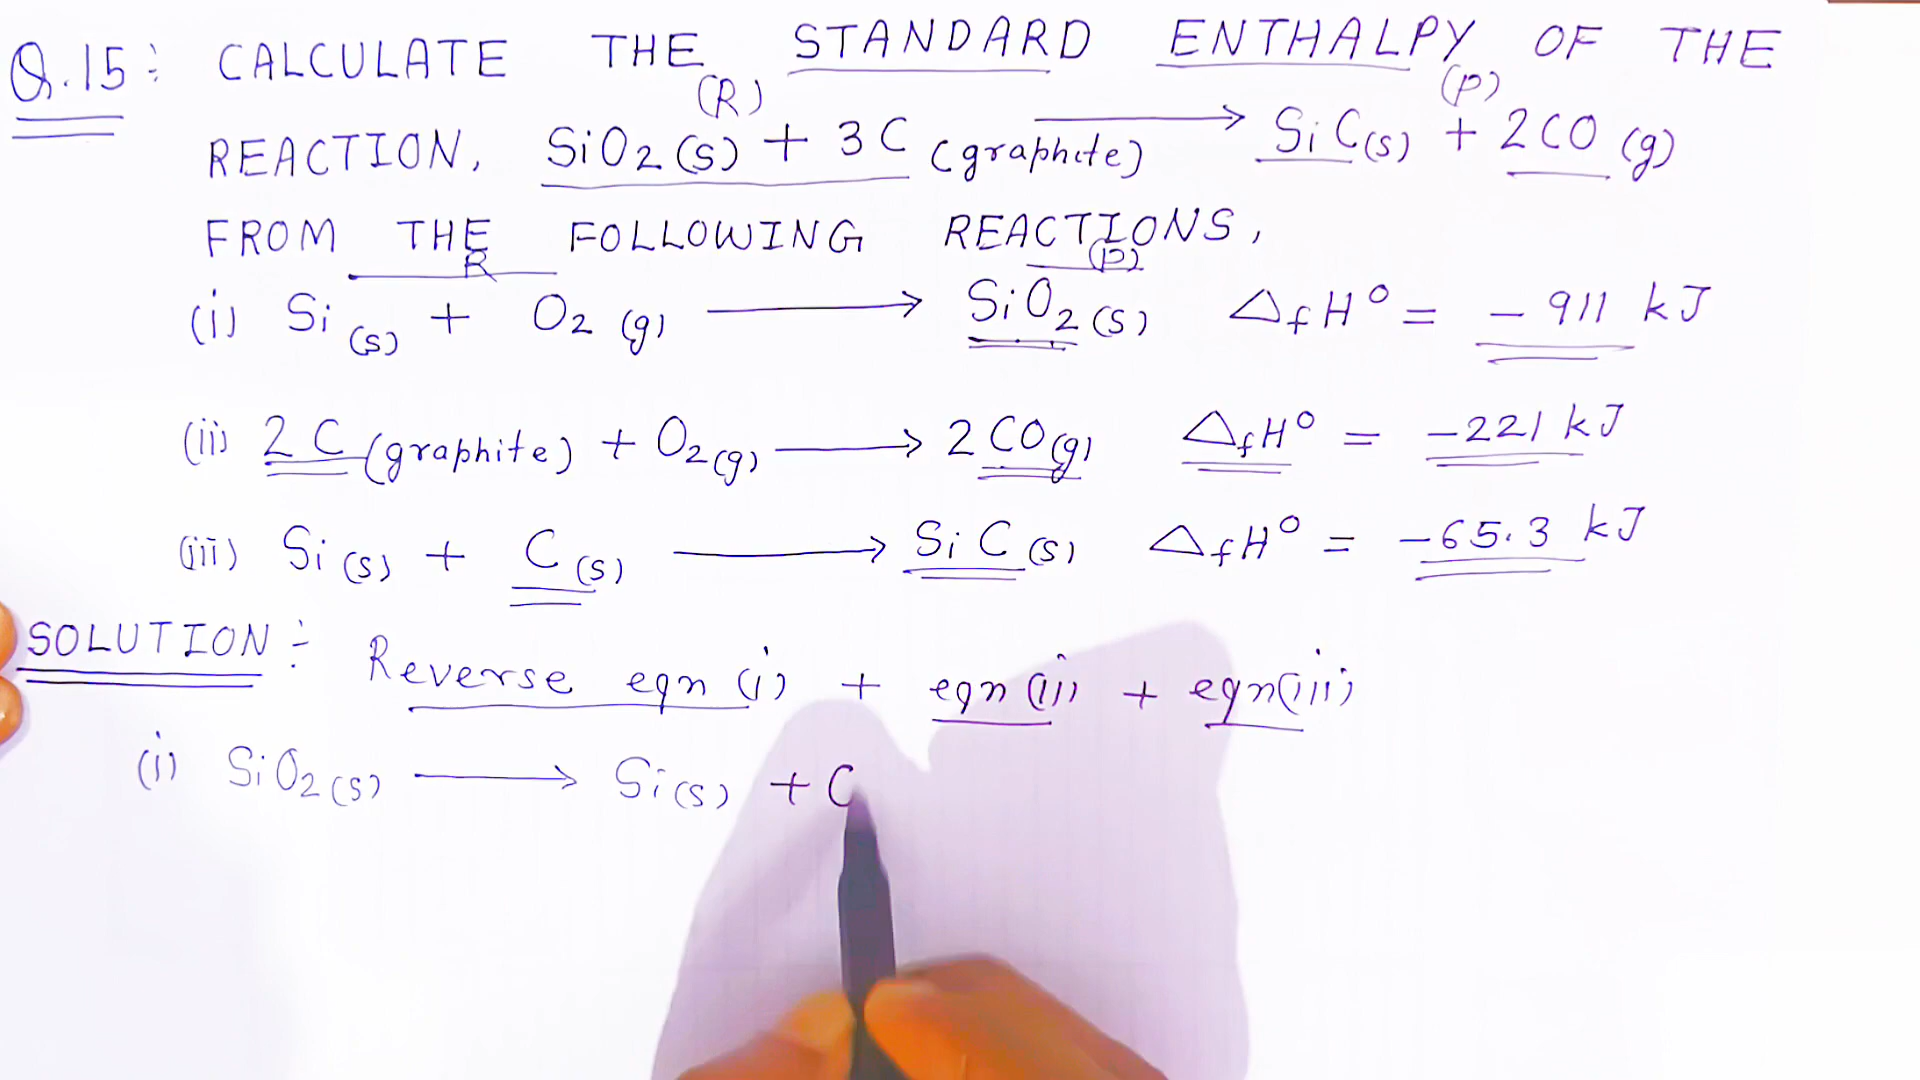 Q.15: CALCULATE THE STANDARD ENTHALPY OF THE
(R) (P)
REACTION, SiO2(s) + 3C (graphite) → SiC(s) + 2CO (g)
FROM THE FOLLOWING REACTIONS,
R (P)
(i) Si (s) + O2 (g) → SiO2 (s) ΔfH° = -911 kJ
(ii) 2C (graphite) + O2(g) → 2CO(g) ΔfH° = -221 kJ
(iii) Si(s) + C(s) → SiC(s) ΔfH° = -65.3 kJ
SOLUTION:- Reverse eqn (i) + eqn (ii) + eqn(iii)
(i) SiO2(s) → Si(s) + C